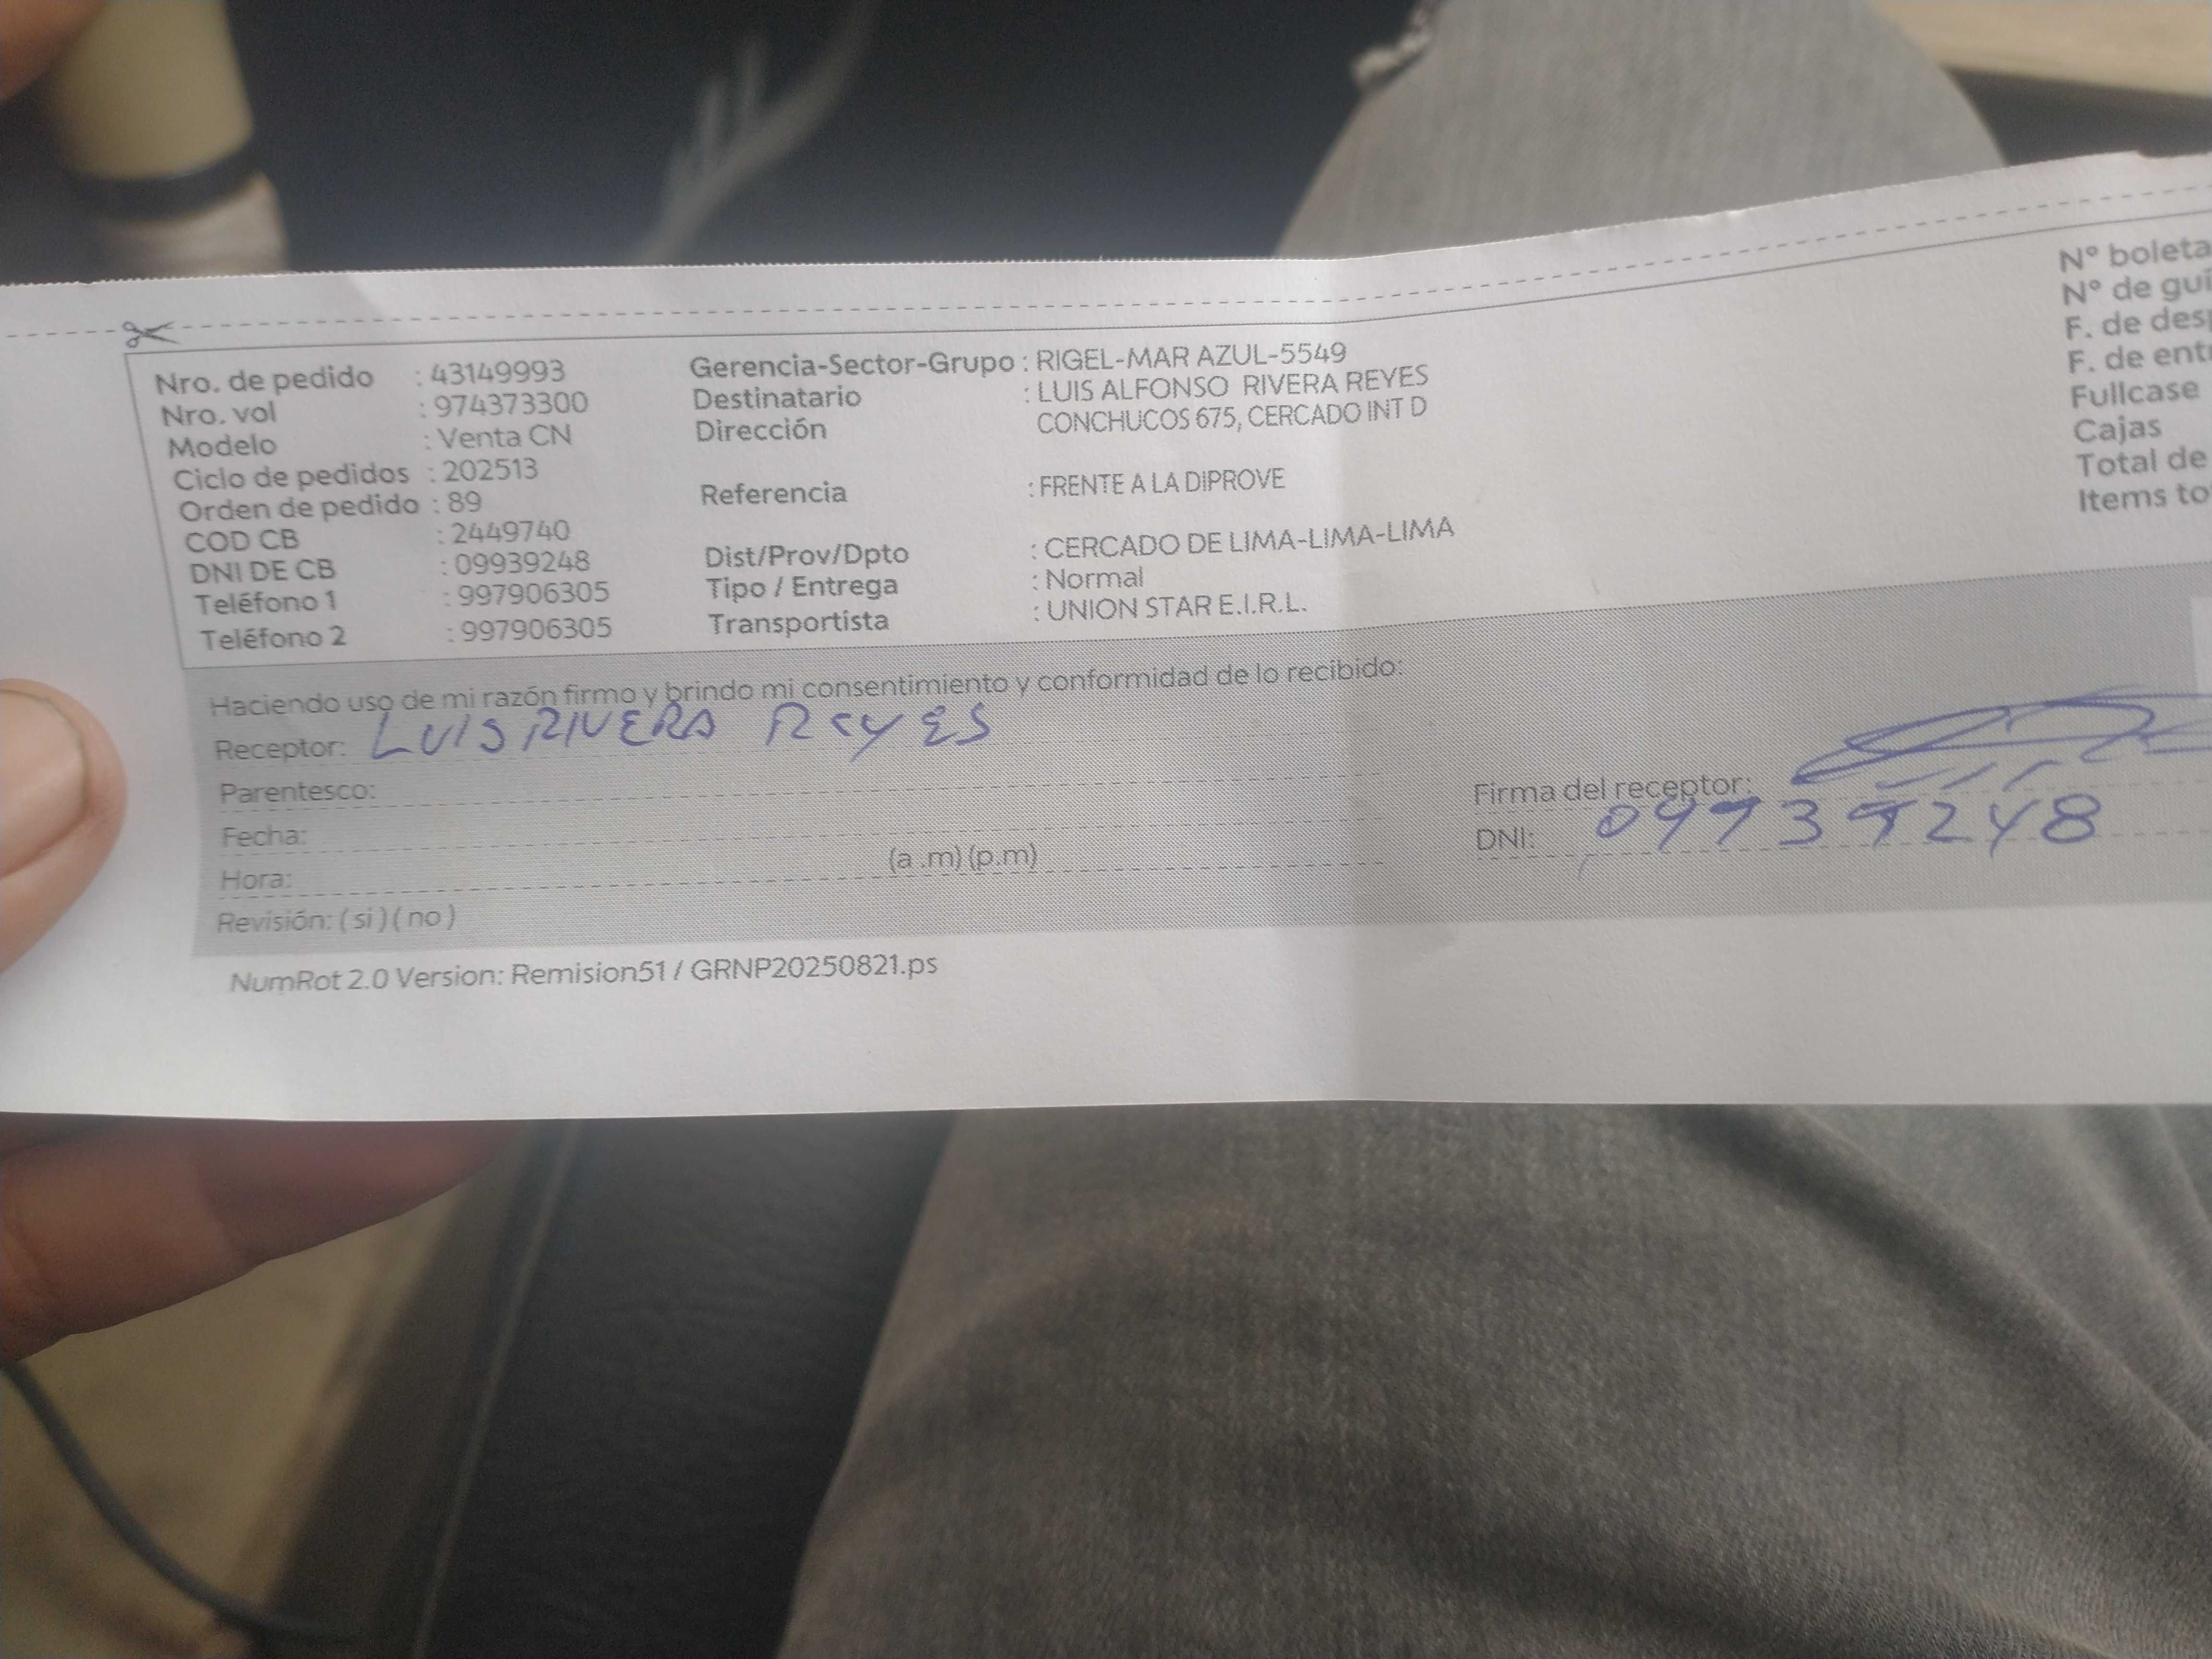 Nro. de pedido : 43149993
Nro. vol : 974373300
Modelo : Venta CN
Ciclo de pedidos : 202513
Orden de pedido : 89
COD CB : 2449740
DNI DE CB : 09939248
Teléfono 1 : 997906305
Teléfono 2 : 997906305
Gerencia-Sector-Grupo : RIGEL-MAR AZUL-5549
Destinatario : LUIS ALFONSO RIVERA REYES
Dirección CONCHUCOS 675, CERCADO INT D
Referencia : FRENTE A LA DIPROVE
Dist/Prov/Dpto : CERCADO DE LIMA-LIMA-LIMA
Tipo / Entrega : Normal
Transportista : UNION STAR E.I.R.L.
N° boleta
N° de guí
F. de des
F. de ent
Fullcase
Cajas
Total de
Items to
Haciendo uso de mi razón firmo y brindo mi consentimiento y conformidad de lo recibido:
Receptor: LUIS RIVERA REYES
Parentesco:
Fecha:
Hora: (a .m) (p.m)
Revisión: ( si ) ( no )
Firma del receptor:
DNI: 09939248
NumRot 2.0 Version: Remision51 / GRNP20250821.ps